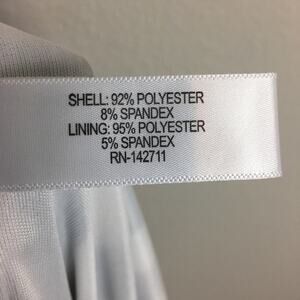 SHELL: 92% POLYESTER
8% SPANDEX
LINING: 95% POLYESTER
5% SPANDEX
RN-142711